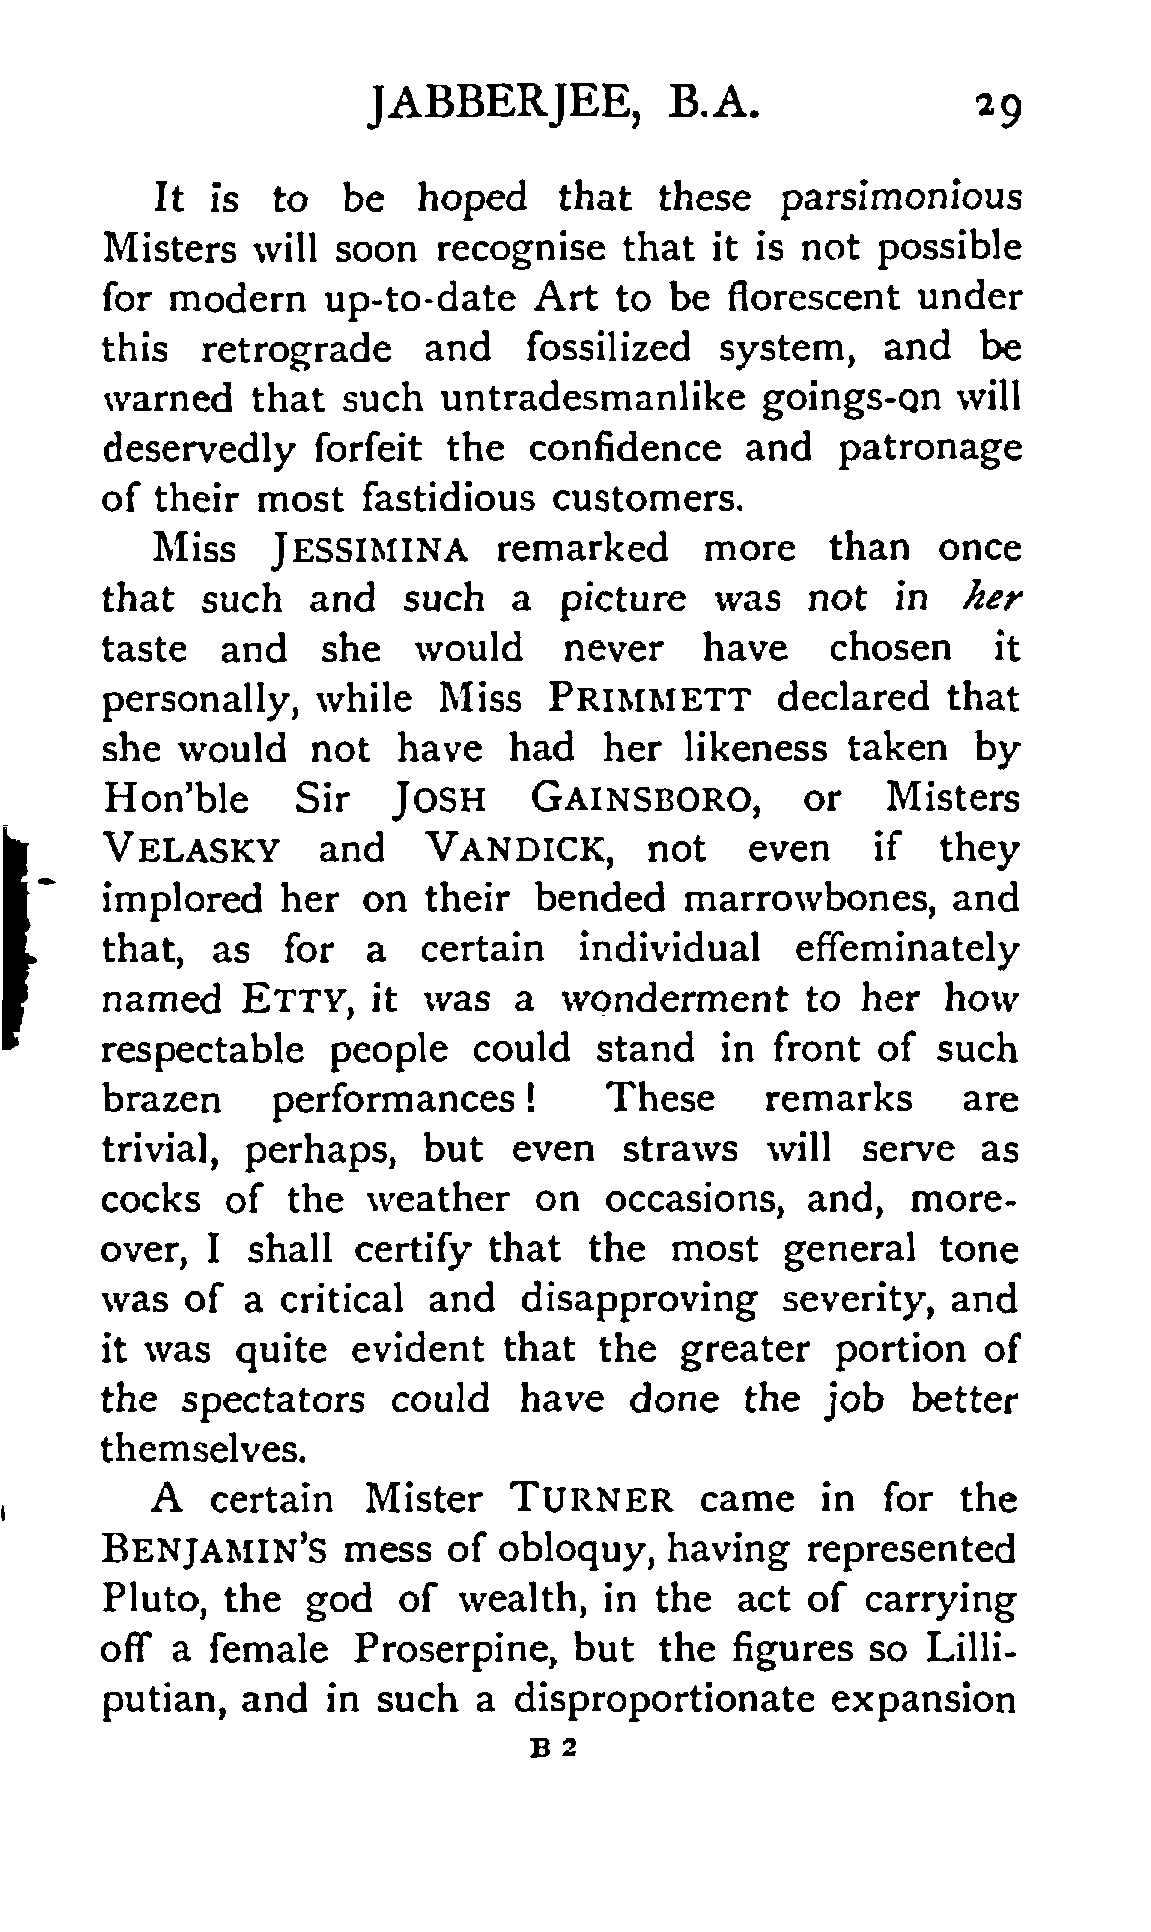 JABBERJEE, B.A. 29
It is to be hoped that these parsimonious
Misters will soon recognise that it is not possible
for modern up-to-date Art to be florescent under
this retrograde and fossilized system, and be
warned that such untradesmanlike goings-on will
deservedly forfeit the confidence and patronage
of their most fastidious customers.
Miss JESSIMINA remarked more than once
that such and such a picture was not in her
taste and she would never have chosen it
personally, while Miss PRIMMETT declared that
she would not have had her likeness taken by
Hon'ble Sir JOSH GAINSBORO, or Misters
VELASKY and VANDICK, not even if they
implored her on their bended marrowbones, and
that, as for a certain individual effeminately
named ETTY, it was a wonderment to her how
respectable people could stand in front of such
brazen performances! These remarks are
trivial, perhaps, but even straws will serve as
cocks of the weather on occasions, and, more-
over, I shall certify that the most general tone
was of a critical and disapproving severity, and
it was quite evident that the greater portion of
the spectators could have done the job better
themselves.
A certain Mister TURNER came in for the
BENJAMIN'S mess of obloquy, having represented
Pluto, the god of wealth, in the act of carrying
off a female Proserpine, but the figures so Lilli-
putian, and in such a disproportionate expansion
B 2